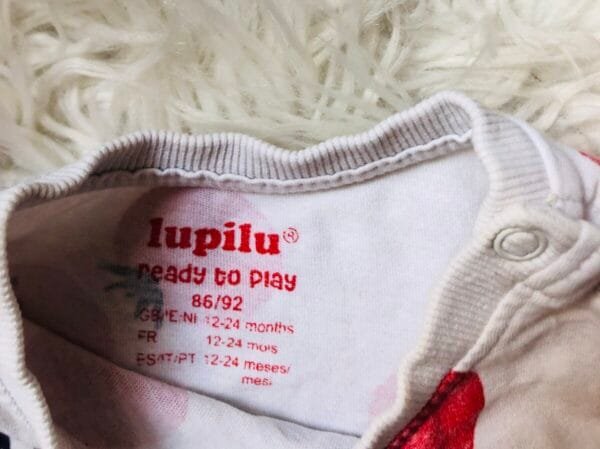 lupilu®
ready to play
86/92
GB/IE/NI 12-24 months
FR 12-24 mois
ES/IT/PT 12-24 meses/
mesi